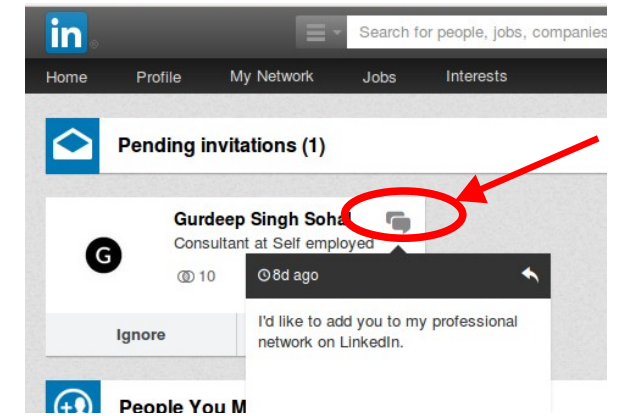 in
Search for people, jobs, companies
Home Profile My Network Jobs Interests
Pending invitations (1)
Gurdeep Singh Sohal
Consultant at Self employed
G
10
8d ago
I'd like to add you to my professional
network on LinkedIn.
Ignore
People You M